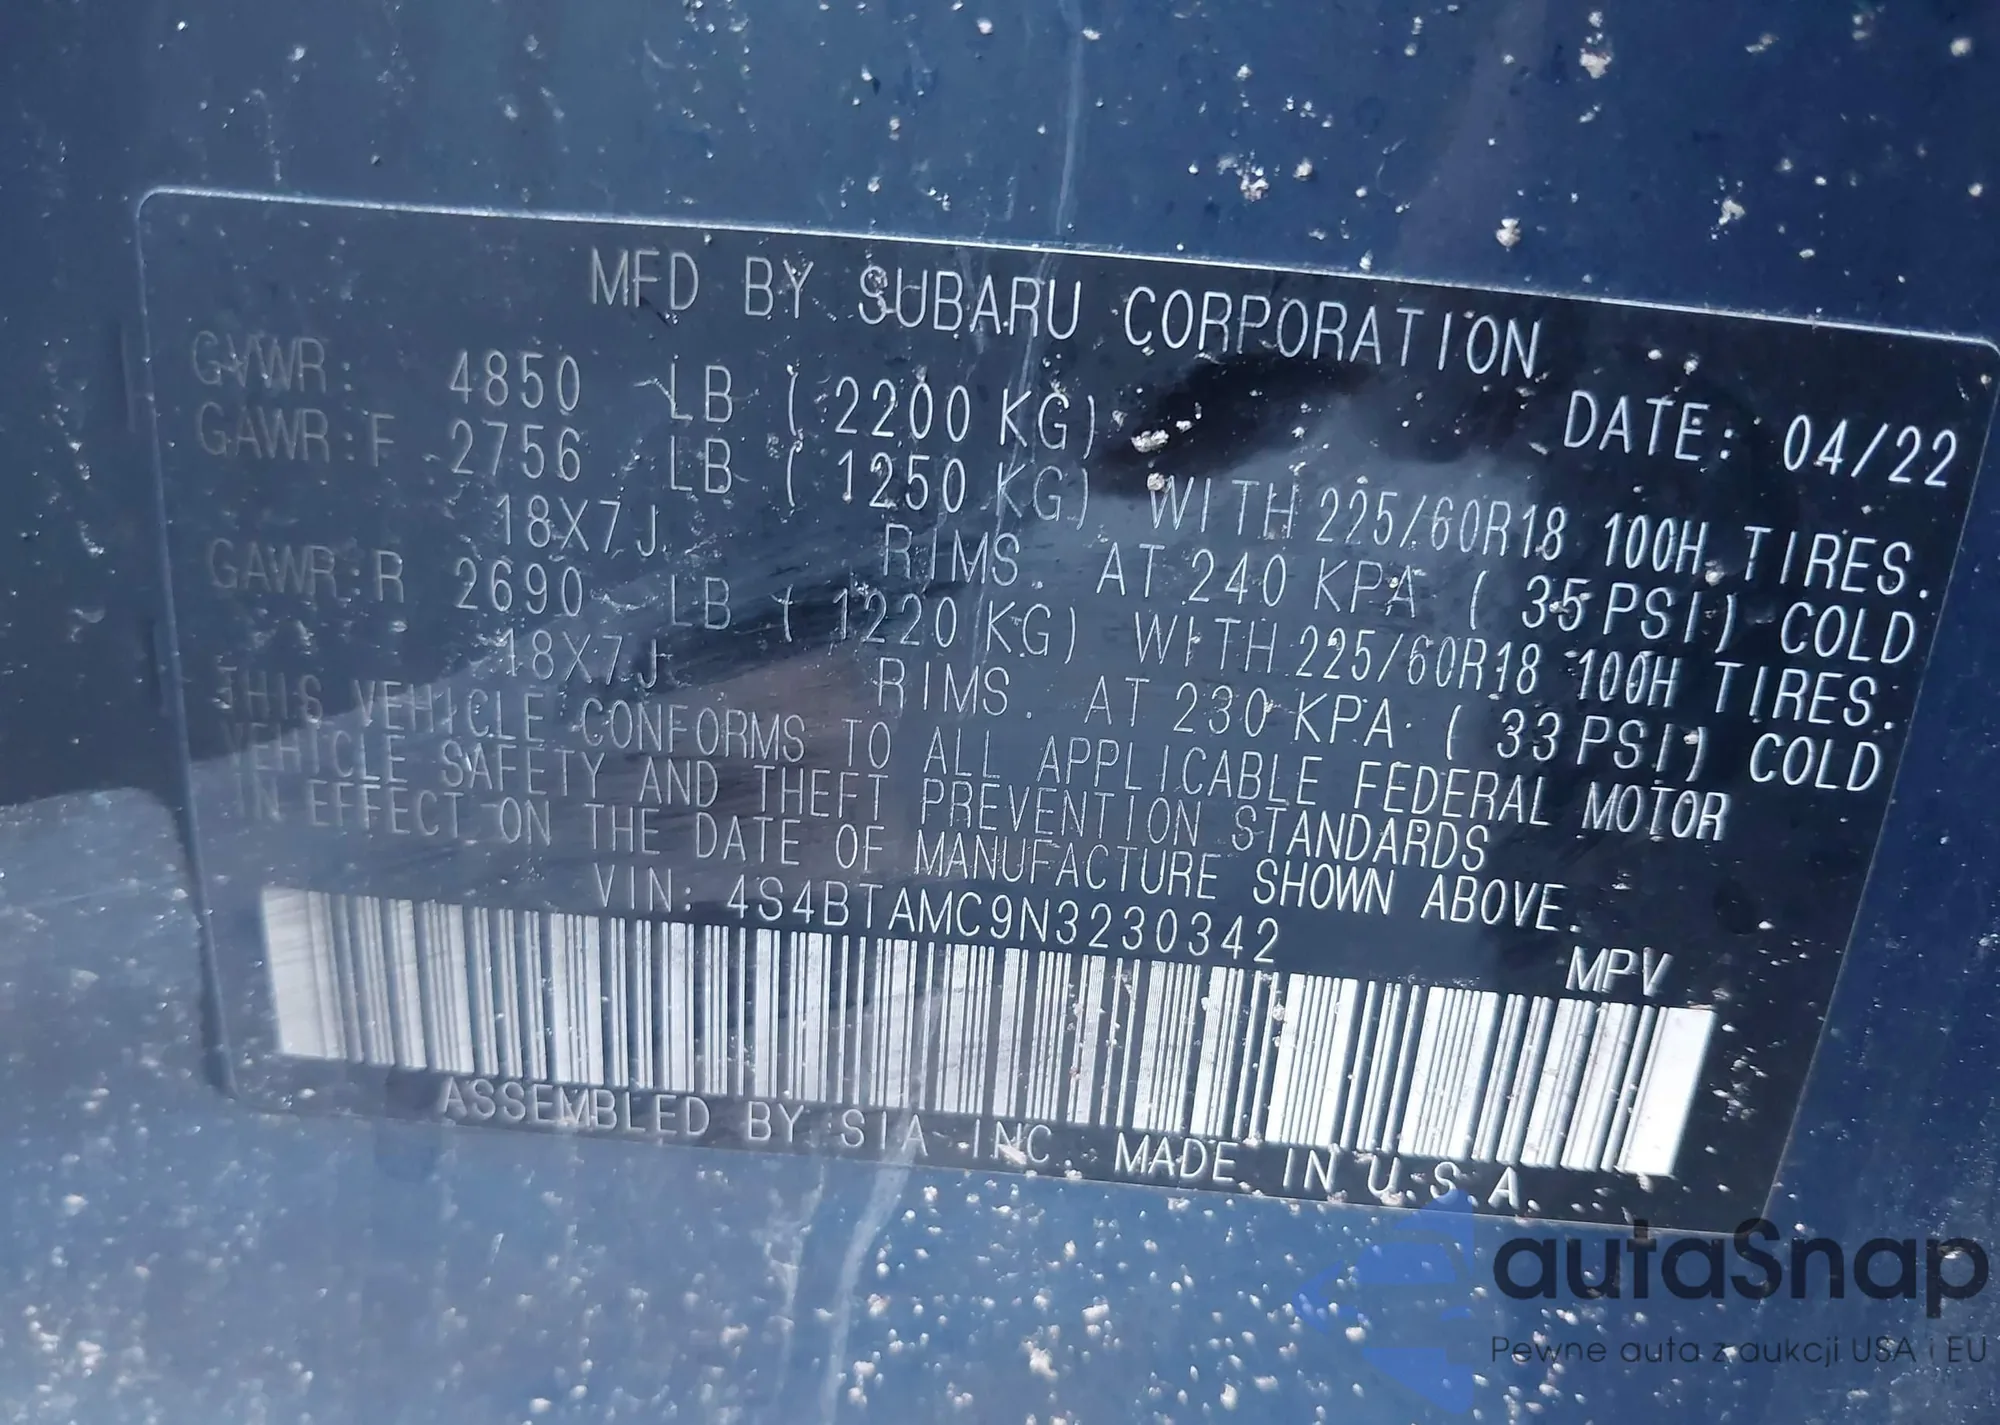 MFD BY SUBARU CORPORATION
GVWR: 4850 LB ( 2200 KG) DATE: 04/22
GAWR:F 2756 LB ( 1250 KG) WITH 225/60R18 100H TIRES.
18X7J RIMS. AT 240 KPA ( 35 PSI) COLD
GAWR:R 2690 LB ( 1220 KG) WITH 225/60R18 100H TIRES.
18X7J RIMS. AT 230 KPA ( 33 PSI) COLD
THIS VEHICLE CONFORMS TO ALL APPLICABLE FEDERAL MOTOR
VEHICLE SAFETY AND THEFT PREVENTION STANDARDS
IN EFFECT ON THE DATE OF MANUFACTURE SHOWN ABOVE.
VIN: 4S4BTAMC9N3230342
MPV
ASSEMBLED BY SIA INC. MADE IN U.S.A.
autaSnap
Pewne auta z aukcji USA i EU